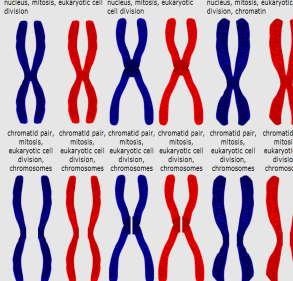 nucleus, mitosis, eukaryotic cell division
nucleus, mitosis, eukaryotic cell division
nucleus, mitosis, eukaryotic
division, chromatin
chromatid pair, mitosis, eukaryotic cell division, chromosomes
chromatid pair, mitosis, eukaryotic cell division, chromosomes
chromatid pair, mitosis, eukaryotic cell division, chromosomes
chromatid pair, mitosis, eukaryotic cell division, chromosomes
chromatid pair, mitosis, eukaryotic cell division, chromosomes
chromatid